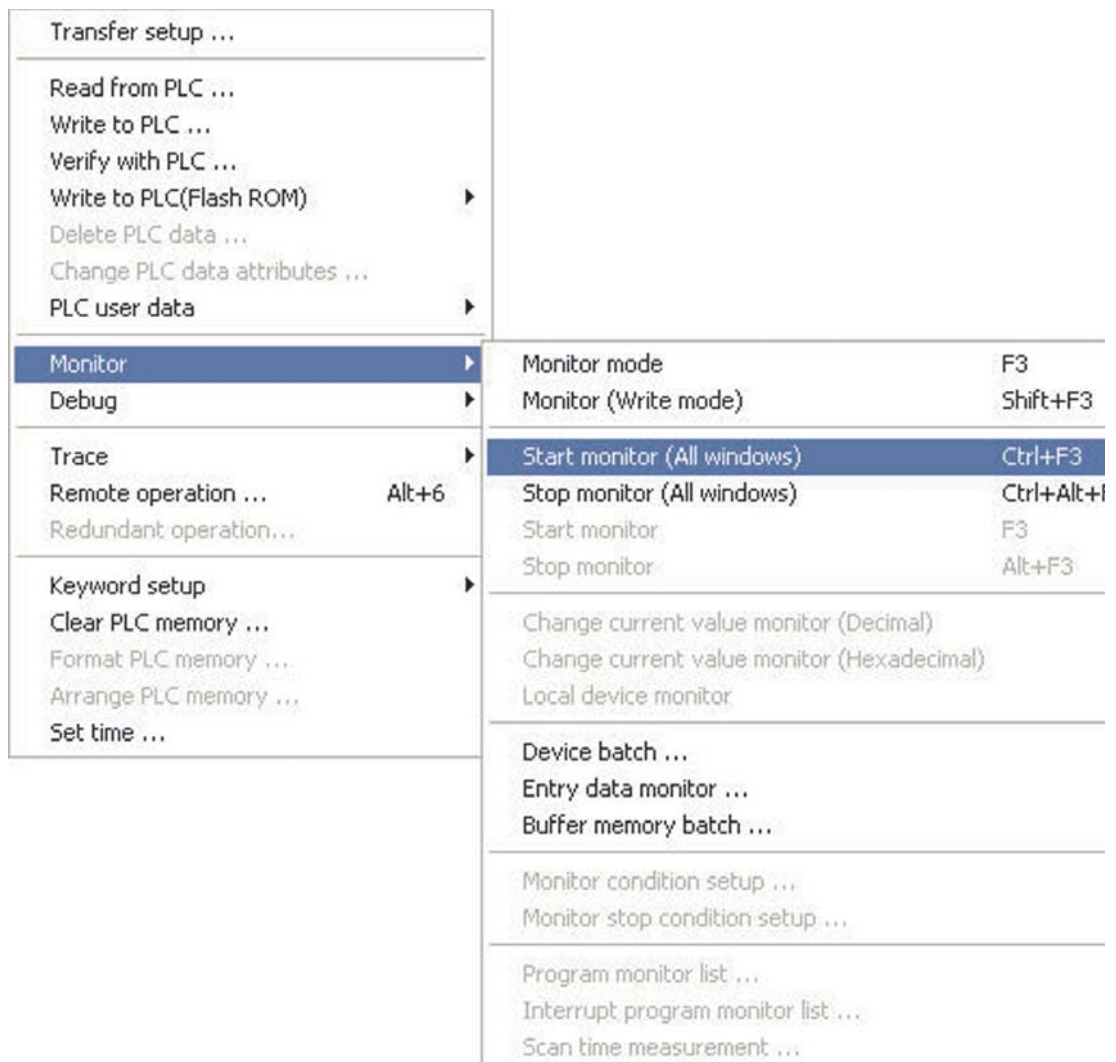 Transfer setup ...
Read from PLC ...
Write to PLC ...
Verify with PLC ...
Write to PLC(Flash ROM)
Delete PLC data ...
Change PLC data attributes ...
PLC user data
Monitor
Debug
Trace
Remote operation ... Alt+6
Redundant operation...
Keyword setup
Clear PLC memory ...
Format PLC memory ...
Arrange PLC memory ...
Set time ...
Monitor mode F3
Monitor (Write mode) Shift+F3
Start monitor (All windows) Ctrl+F3
Stop monitor (All windows) Ctrl+Alt+
Start monitor F3
Stop monitor Alt+F3
Change current value monitor (Decimal)
Change current value monitor (Hexadecimal)
Local device monitor
Device batch ...
Entry data monitor ...
Buffer memory batch ...
Monitor condition setup ...
Monitor stop condition setup ...
Program monitor list ...
Interrupt program monitor list ...
Scan time measurement ...